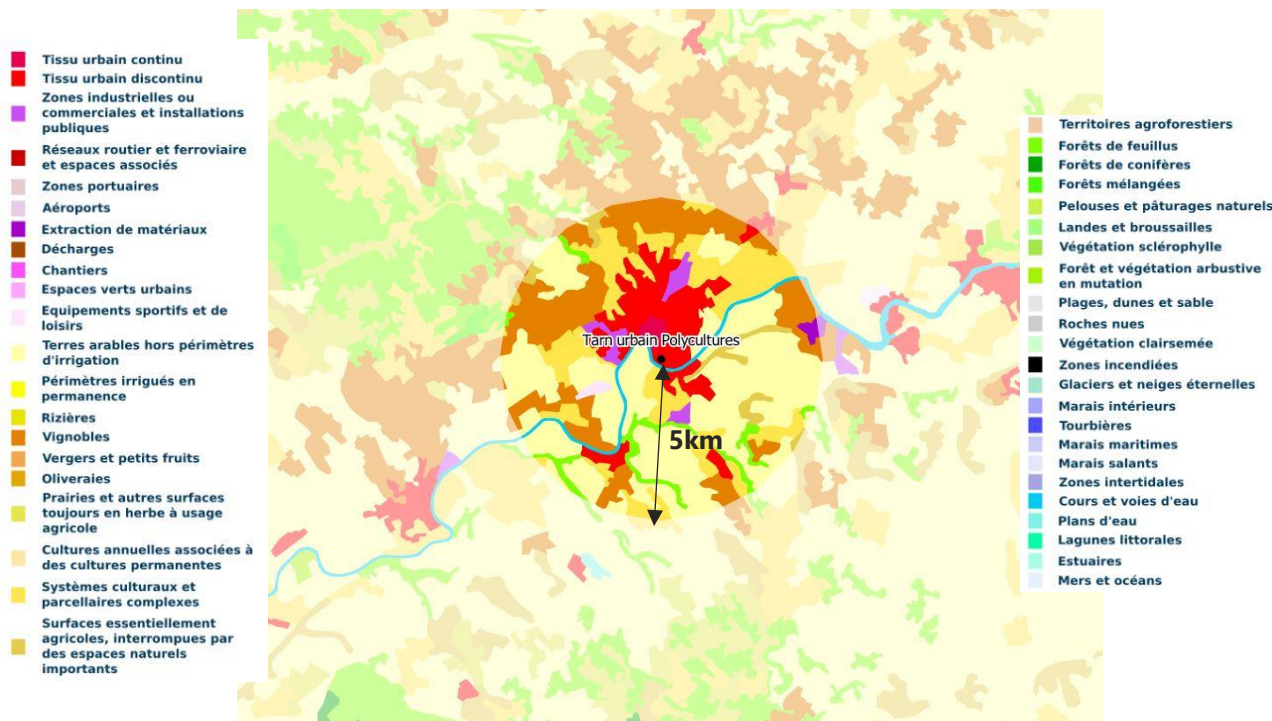 Tissu urbain continu
Tissu urbain discontinu
Zones industrielles ou
commerciales et installations
publiques
Réseaux routier et ferroviaire
et espaces associés
Zones portuaires
Aéroports
Extraction de matériaux
Décharges
Chantiers
Espaces verts urbains
Equipements sportifs et de
loisirs
Terres arables hors périmètres
d'irrigation
Périmètres irrigués en
permanence
Rizières
Vignobles
Vergers et petits fruits
Oliveraies
Prairies et autres surfaces
toujours en herbe à usage
agricole
Cultures annuelles associées à
des cultures permanentes
Systèmes culturaux et
parcellaires complexes
Surfaces essentiellement
agricoles, interrompues par
des espaces naturels
importants
Tarn urbain Polycultures
5km
Territoires agroforestiers
Forêts de feuillus
Forêts de conifères
Forêts mélangées
Pelouses et pâturages naturels
Landes et broussailles
Végétation sclérophylle
Forêt et végétation arbustive
en mutation
Plages, dunes et sable
Roches nues
Végétation clairsemée
Zones incendiées
Glaciers et neiges éternelles
Marais intérieurs
Tourbières
Marais maritimes
Marais salants
Zones intertidales
Cours et voies d'eau
Plans d'eau
Lagunes littorales
Estuaires
Mers et océans